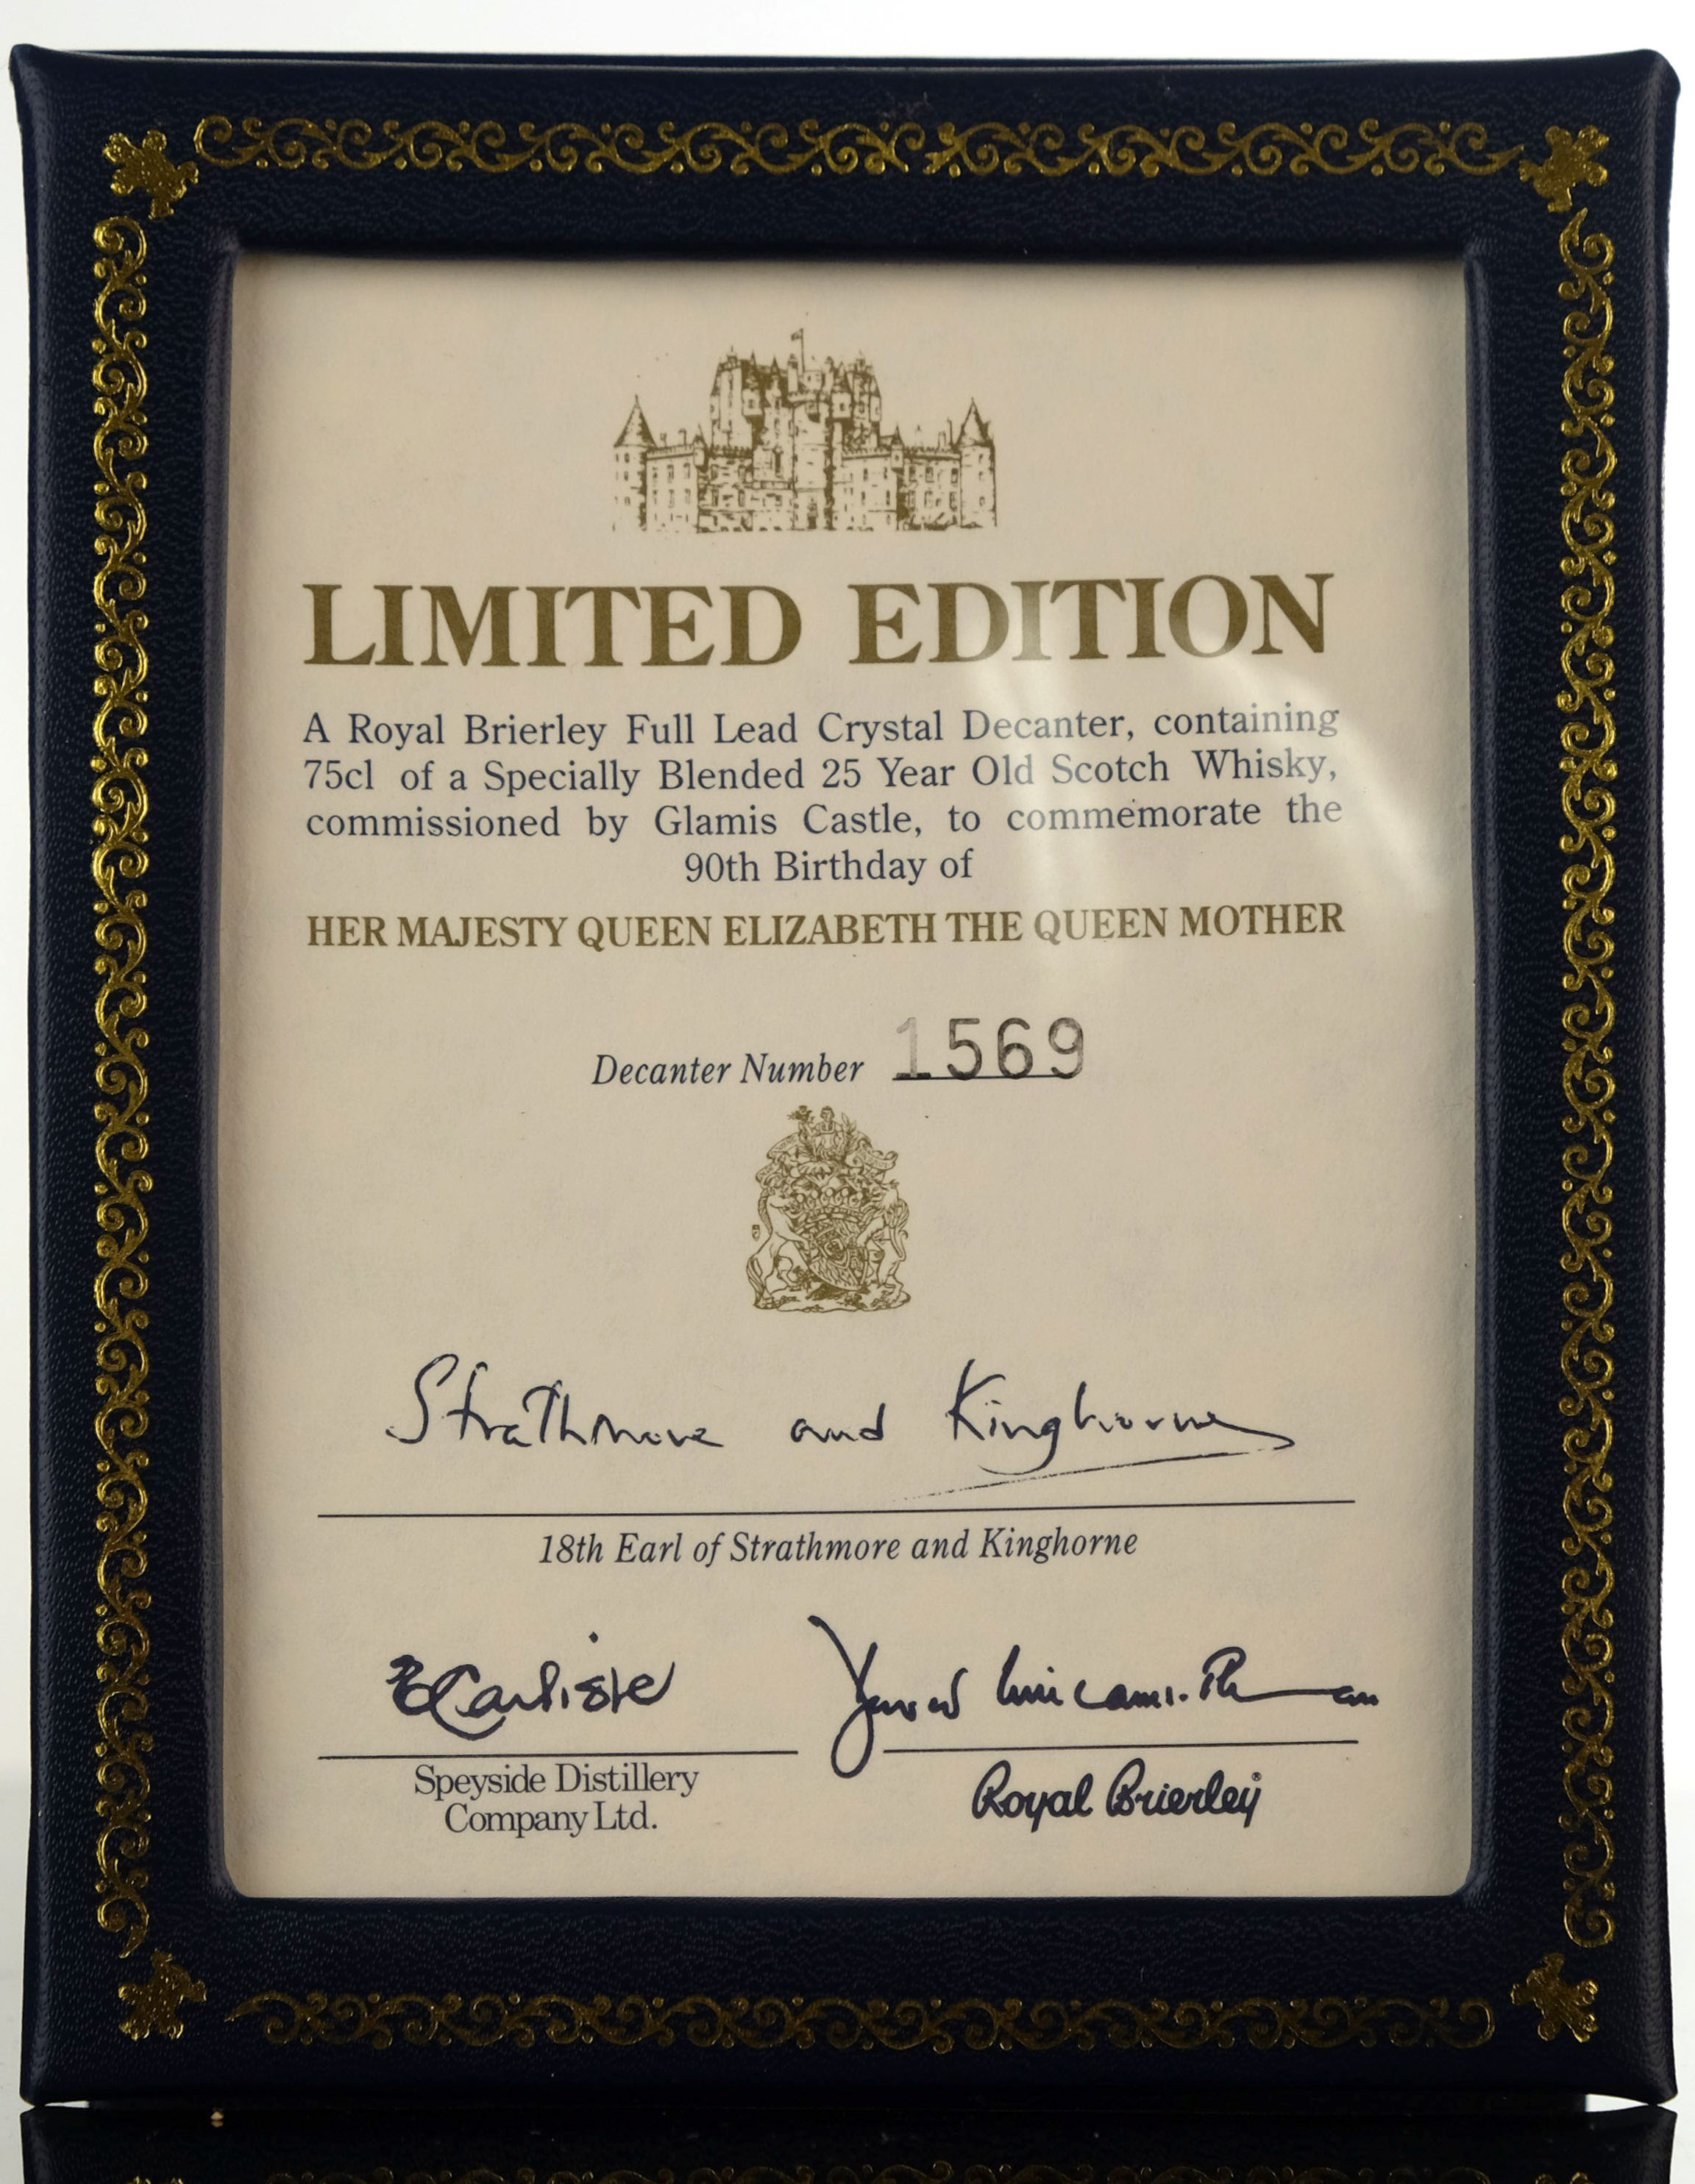 LIMITED EDITION
A Royal Brierley Full Lead Crystal Decanter, containing
75cl of a Specially Blended 25 Year Old Scotch Whisky,
commissioned by Glamis Castle, to commemorate the
90th Birthday of
HER MAJESTY QUEEN ELIZABETH THE QUEEN MOTHER
Decanter Number 1569
Strathmore and Kinghorne
18th Earl of Strathmore and Kinghorne
Carlisle
Speyside Distillery
Company Ltd.
Royal Brierley